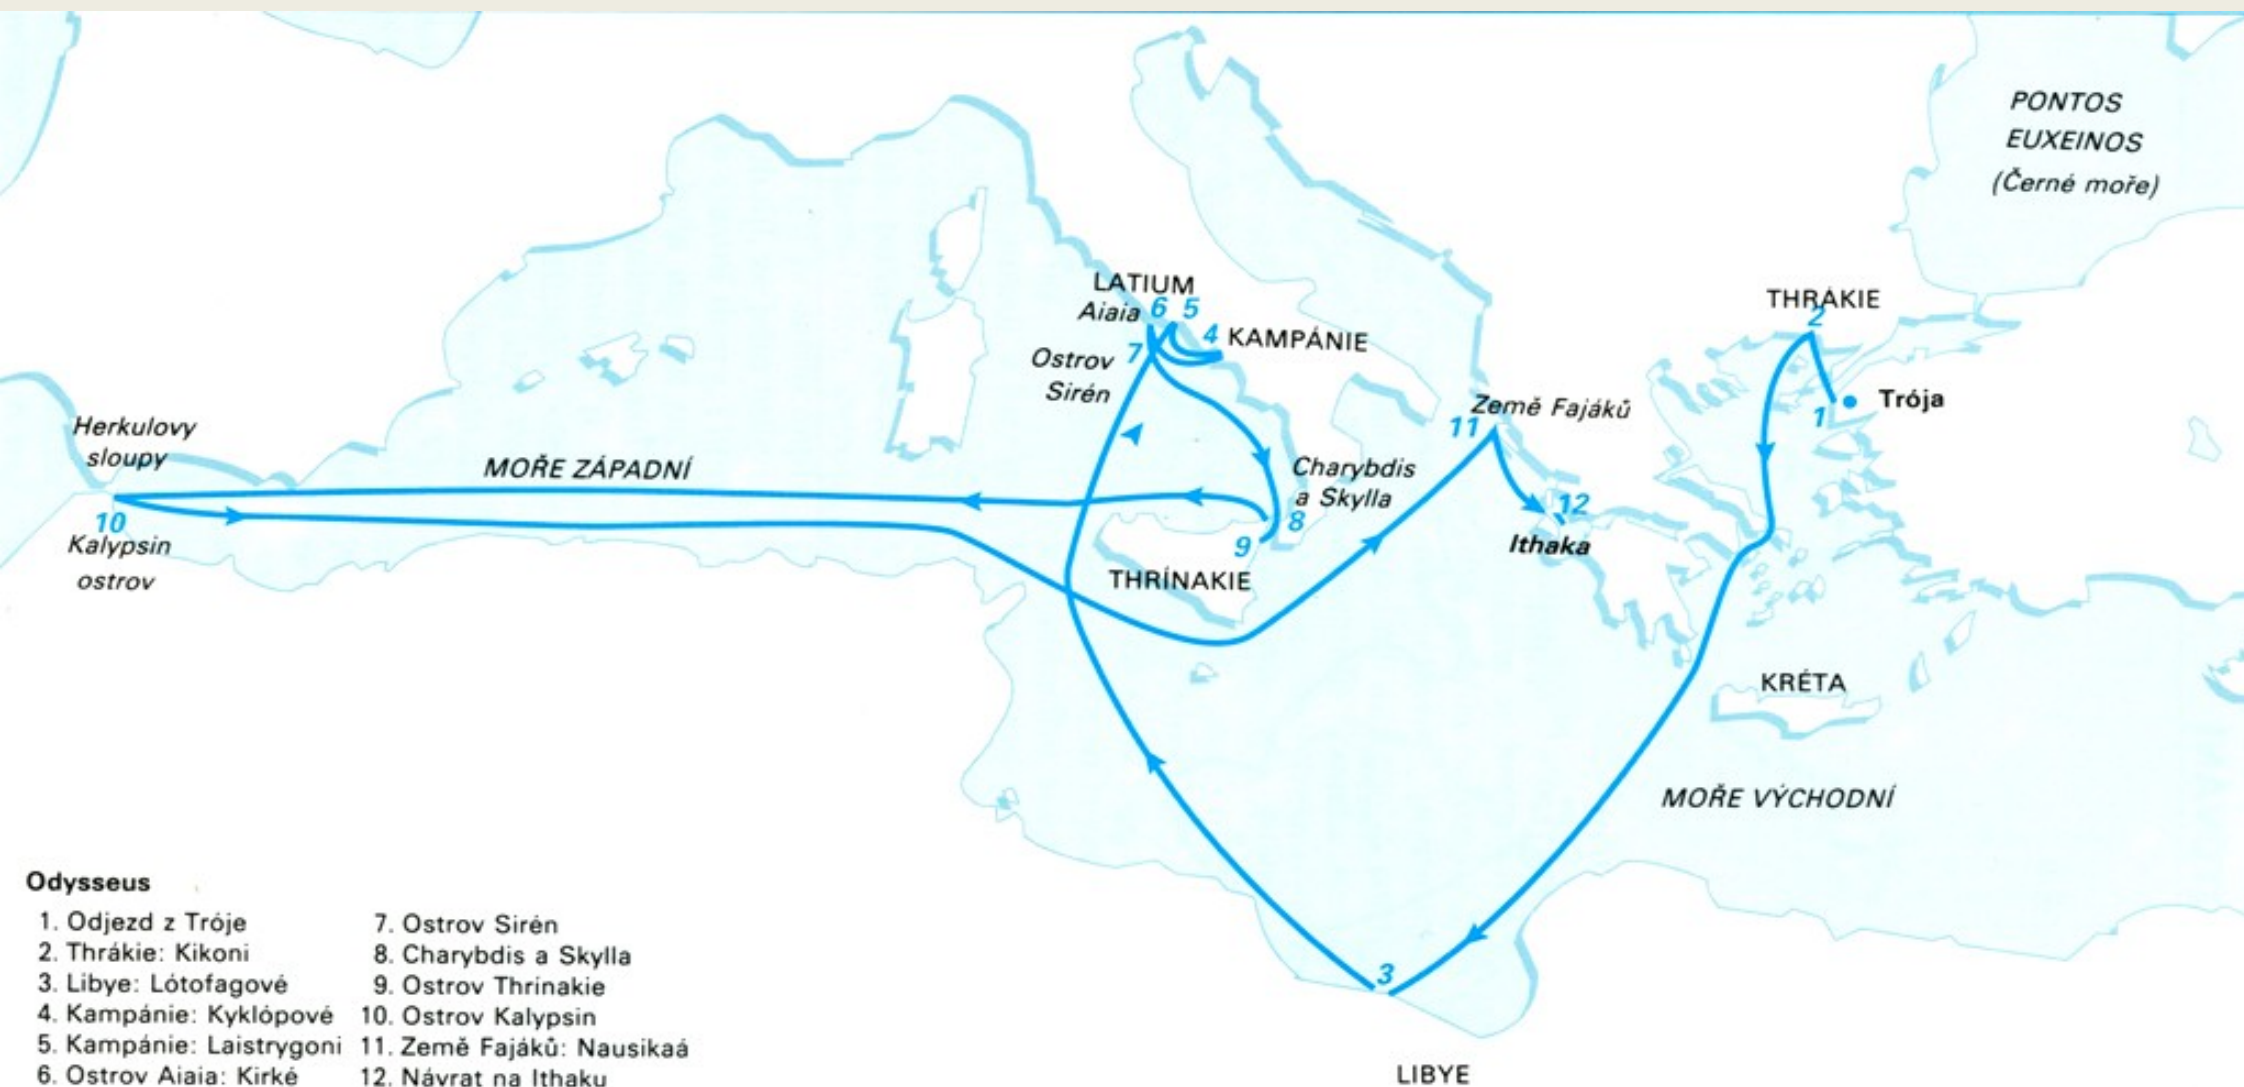 PONTOS
EUXEINOS
(Černé moře)
LATIUM
Aiaia 6 5
4 KAMPÁNIE
7
Ostrov
Sirén
THRÁKIE
2
1 Trója
Země Fajáků
11
Herkulovy
sloupy
MOŘE ZÁPADNÍ
Charybdis
a Skylla
8
9
10
Kalypsin
ostrov
12
Ithaka
THRÍNAKIE
KRÉTA
MOŘE VÝCHODNÍ
3
LIBYE
Odysseus
1. Odjezd z Tróje
2. Thrákie: Kikoni
3. Libye: Lótofagové
4. Kampánie: Kyklópové
5. Kampánie: Laistrygoni
6. Ostrov Aiaia: Kirké
7. Ostrov Sirén
8. Charybdis a Skylla
9. Ostrov Thrínakie
10. Ostrov Kalypsin
11. Země Fajáků: Nausikaá
12. Návrat na Ithaku